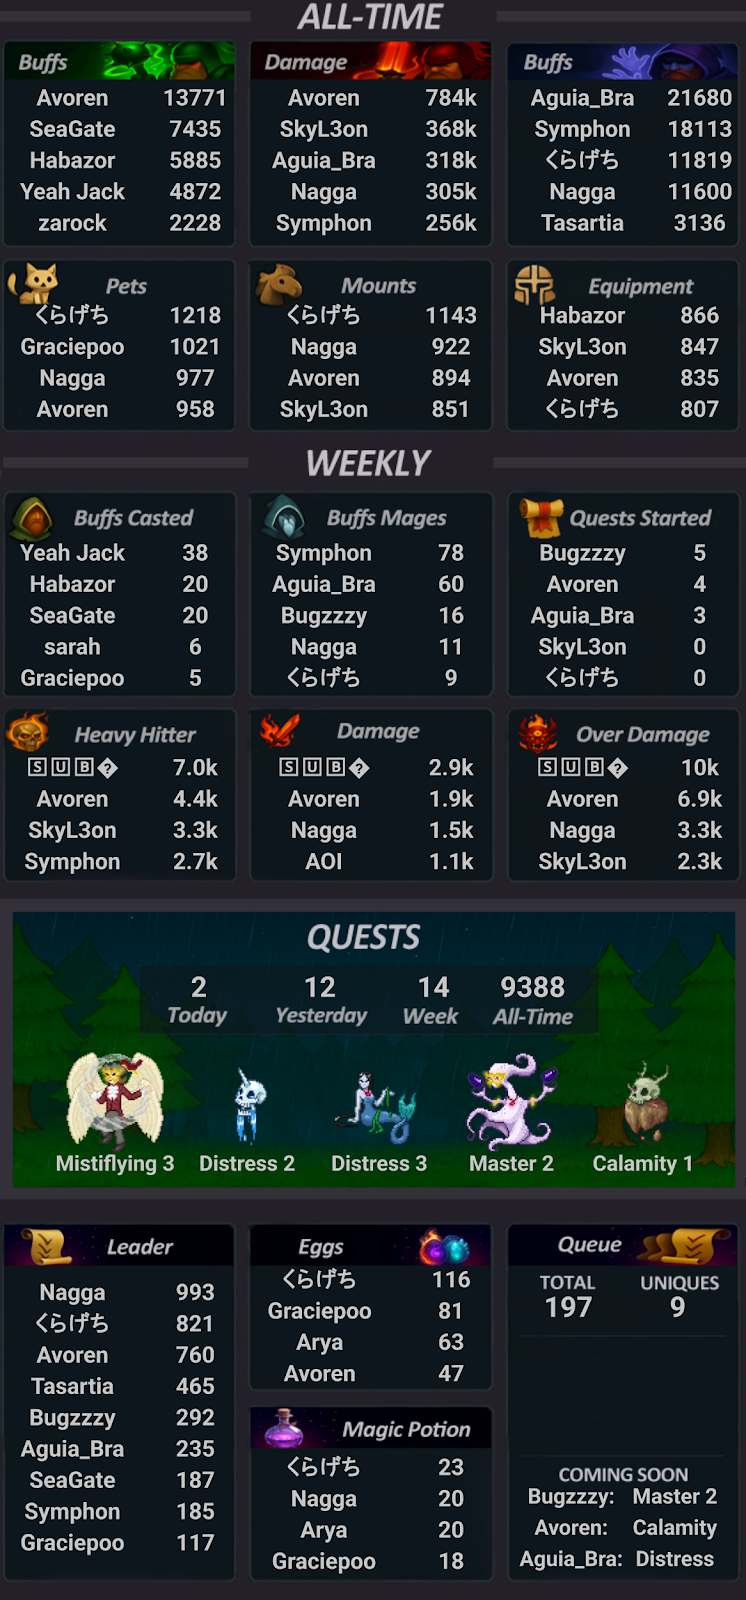 ALL-TIME
Buffs
Avoren 13771
SeaGate 7435
Habazor 5885
Yeah Jack 4872
zarock 2228
Damage
Avoren 784k
SkyL3on 368k
Aguia_Bra 318k
Nagga 305k
Symphon 256k
Buffs
Aguia_Bra 21680
Symphon 18113
くらげち 11819
Nagga 11600
Tasartia 3136
Pets
くらげち 1218
Graciepoo 1021
Nagga 977
Avoren 958
Mounts
くらげち 1143
Nagga 922
Avoren 894
SkyL3on 851
Equipment
Habazor 866
SkyL3on 847
Avoren 835
くらげち 807
WEEKLY
Buffs Casted
Yeah Jack 38
Habazor 20
SeaGate 20
sarah 6
Graciepoo 5
Buffs Mages
Symphon 78
Aguia_Bra 60
Bugzzzy 16
Nagga 11
くらげち 9
Quests Started
Bugzzzy 5
Avoren 4
Aguia_Bra 3
SkyL3on 0
くらげち 0
Heavy Hitter
🅂🅄🄱� 7.0k
Avoren 4.4k
SkyL3on 3.3k
Symphon 2.7k
Damage
🅂🅄🄱� 2.9k
Avoren 1.9k
Nagga 1.5k
AOI 1.1k
Over Damage
🅂🅄🄱� 10k
Avoren 6.9k
Nagga 3.3k
SkyL3on 2.3k
QUESTS
2 12 14 9388
Today Yesterday Week All-Time
Mistiflying 3 Distress 2 Distress 3 Master 2 Calamity 1
Leader
Nagga 993
くらげち 821
Avoren 760
Tasartia 465
Bugzzzy 292
Aguia_Bra 235
SeaGate 187
Symphon 185
Graciepoo 117
Eggs
くらげち 116
Graciepoo 81
Arya 63
Avoren 47
Magic Potion
くらげち 23
Nagga 20
Arya 20
Graciepoo 18
Queue
TOTAL UNIQUES
197 9
COMING SOON
Bugzzzy: Master 2
Avoren: Calamity
Aguia_Bra: Distress